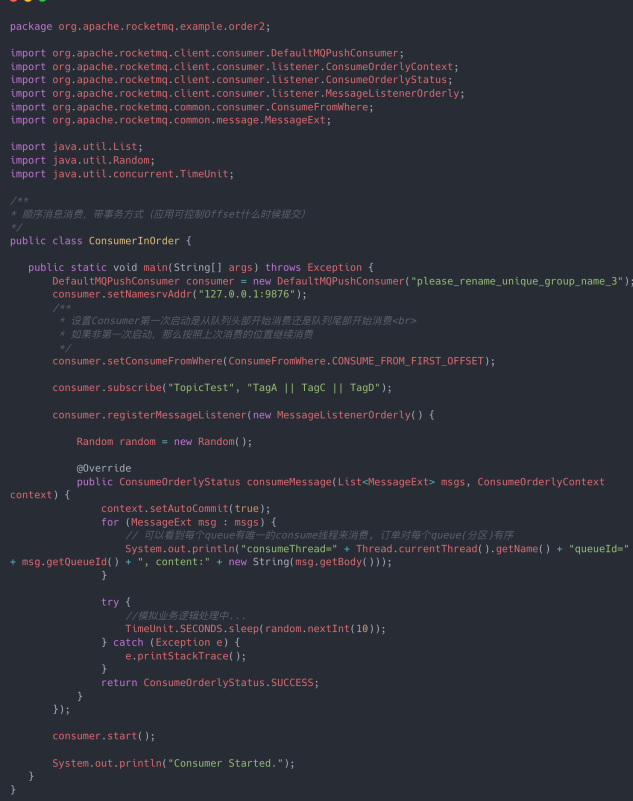 package org.apache.rocketmq.example.order2;
import org.apache.rocketmq.client.consumer.DefaultMQPushConsumer;
import org.apache.rocketmq.client.consumer.listener.ConsumeOrderlyContext;
import org.apache.rocketmq.client.consumer.listener.ConsumeOrderlyStatus;
import org.apache.rocketmq.client.consumer.listener.MessageListenerOrderly;
import org.apache.rocketmq.common.consumer.ConsumeFromWhere;
import org.apache.rocketmq.common.message.MessageExt;
import java.util.List;
import java.util.Random;
import java.util.concurrent.TimeUnit;
/**
* 顺序消息消费，带事务方式（应用可控制Offset什么时候提交）
*/
public class ConsumerInOrder {
public static void main(String[] args) throws Exception {
DefaultMQPushConsumer consumer = new DefaultMQPushConsumer("please_rename_unique_group_name_3");
consumer.setNamesrvAddr("127.0.0.1:9876");
/**
* 设置Consumer第一次启动是从队列头部开始消费还是队列尾部开始消费<br>
* 如果非第一次启动，那么按照上次消费的位置继续消费
*/
consumer.setConsumeFromWhere(ConsumeFromWhere.CONSUME_FROM_FIRST_OFFSET);
consumer.subscribe("TopicTest", "TagA || TagC || TagD");
consumer.registerMessageListener(new MessageListenerOrderly() {
Random random = new Random();
@Override
public ConsumeOrderlyStatus consumeMessage(List<MessageExt> msgs, ConsumeOrderlyContext
context) {
context.setAutoCommit(true);
for (MessageExt msg : msgs) {
// 可以看到每个queue有唯一的consume线程来消费, 订单对每个queue(分区)有序
System.out.println("consumeThread=" + Thread.currentThread().getName() + "queueId="
+ msg.getQueueId() + ", content:" + new String(msg.getBody()));
}
try {
//模拟业务逻辑处理中...
TimeUnit.SECONDS.sleep(random.nextInt(10));
} catch (Exception e) {
e.printStackTrace();
}
return ConsumeOrderlyStatus.SUCCESS;
}
});
consumer.start();
System.out.println("Consumer Started.");
}
}